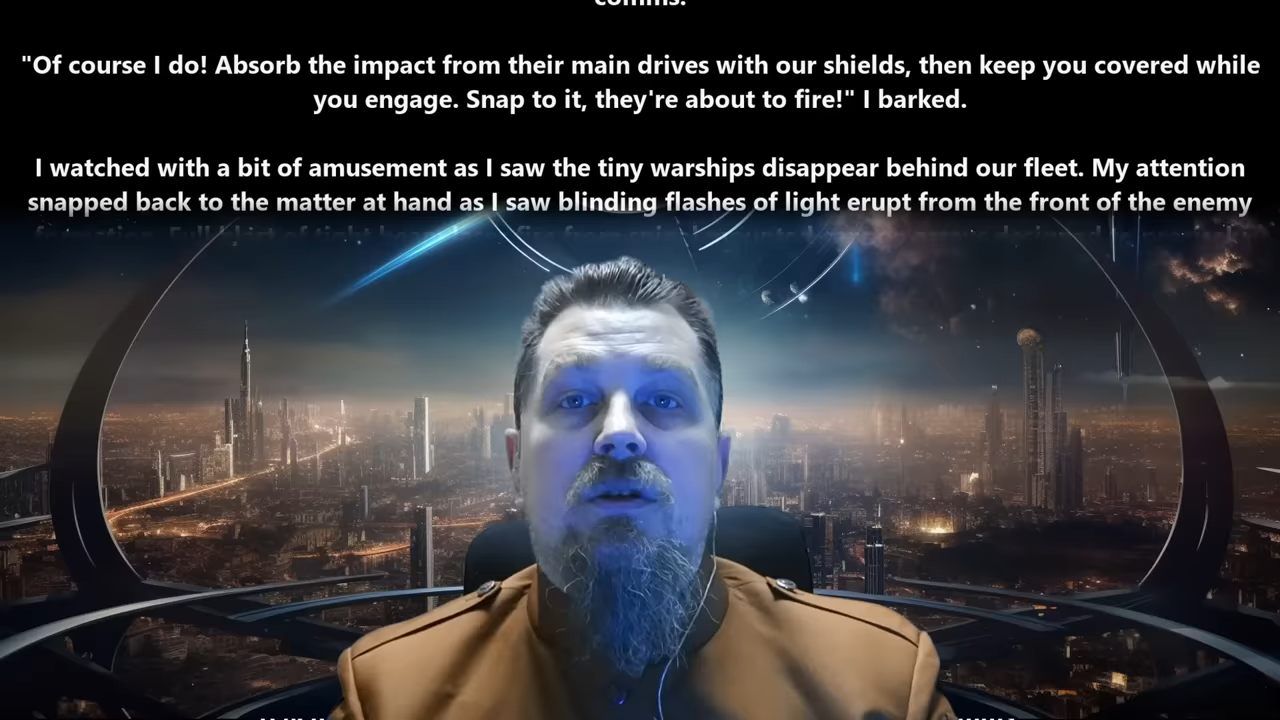 comms.
"Of course I do! Absorb the impact from their main drives with our shields, then keep you covered while
you engage. Snap to it, they're about to fire!" I barked.
I watched with a bit of amusement as I saw the tiny warships disappear behind our fleet. My attention
snapped back to the matter at hand as I saw blinding flashes of light erupt from the front of the enemy